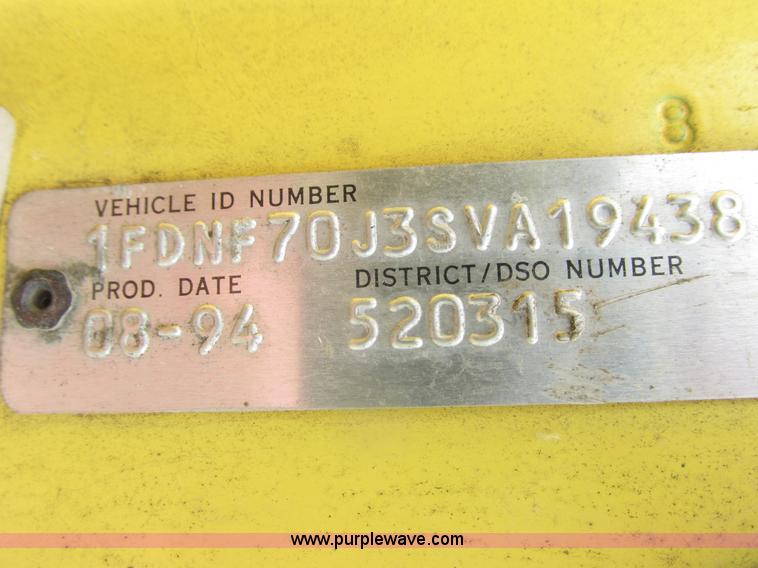 8
VEHICLE ID NUMBER
1FDNF70J3SVA19438
PROD. DATE DISTRICT/DSO NUMBER
08-94 520315
www.purplewave.com